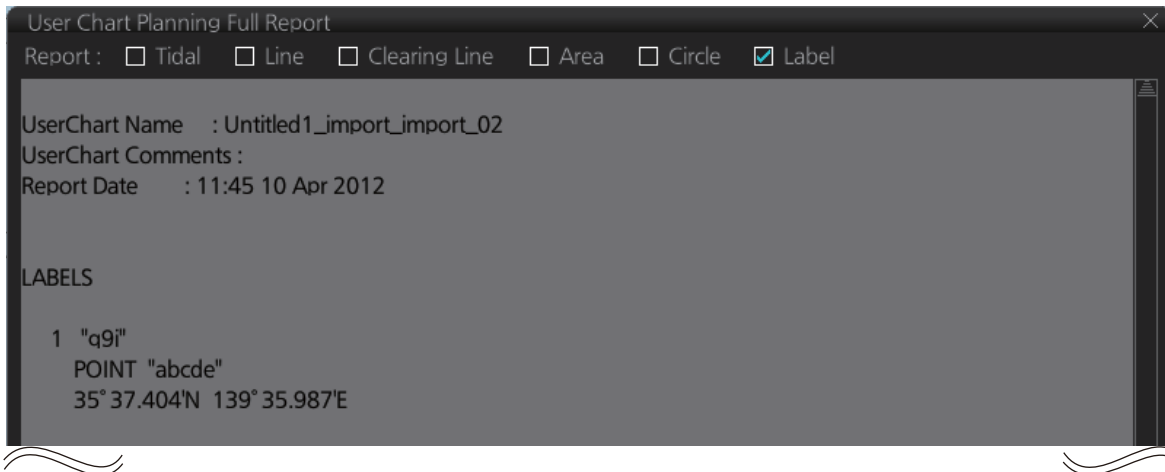 User Chart Planning Full Report
Report : Tidal Line Clearing Line Area Circle Label
UserChart Name : Untitled1_import_import_02
UserChart Comments :
Report Date : 11:45 10 Apr 2012
LABELS
1 "q9i"
POINT "abcde"
35° 37.404'N 139° 35.987'E